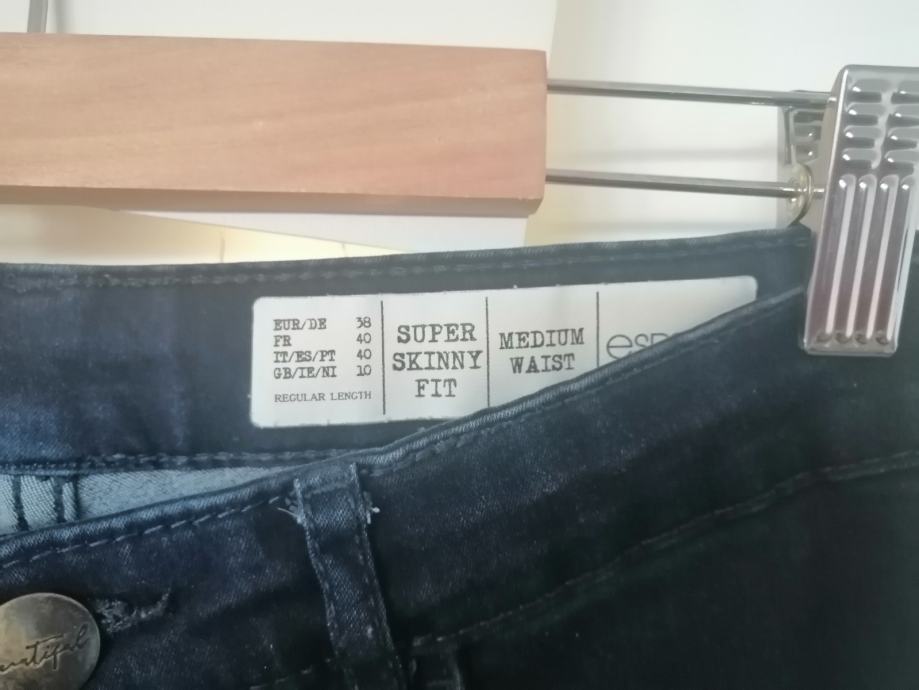 EUR/DE 38
FR 40
IT/ES/PT 40
GB/IE/NI 10
REGULAR LENGTH
SUPER
SKINNY
FIT
MEDIUM
WAIST